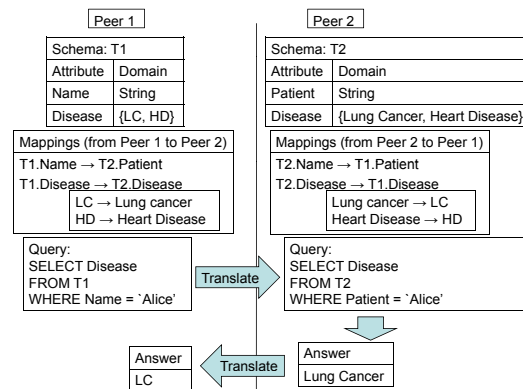 Peer 1
Peer 2
Schema: T1
Attribute Domain
Name String
Disease {LC, HD}
Schema: T2
Attribute Domain
Patient String
Disease {Lung Cancer, Heart Disease}
Mappings (from Peer 1 to Peer 2)
T1.Name → T2.Patient
T1.Disease → T2.Disease
LC → Lung cancer
HD → Heart Disease
Mappings (from Peer 2 to Peer 1)
T2.Name → T1.Patient
T2.Disease → T1.Disease
Lung cancer → LC
Heart Disease → HD
Query:
SELECT Disease
FROM T1
WHERE Name = `Alice’
Translate
Query:
SELECT Disease
FROM T2
WHERE Patient = `Alice’
Answer
LC
Translate
Answer
Lung Cancer